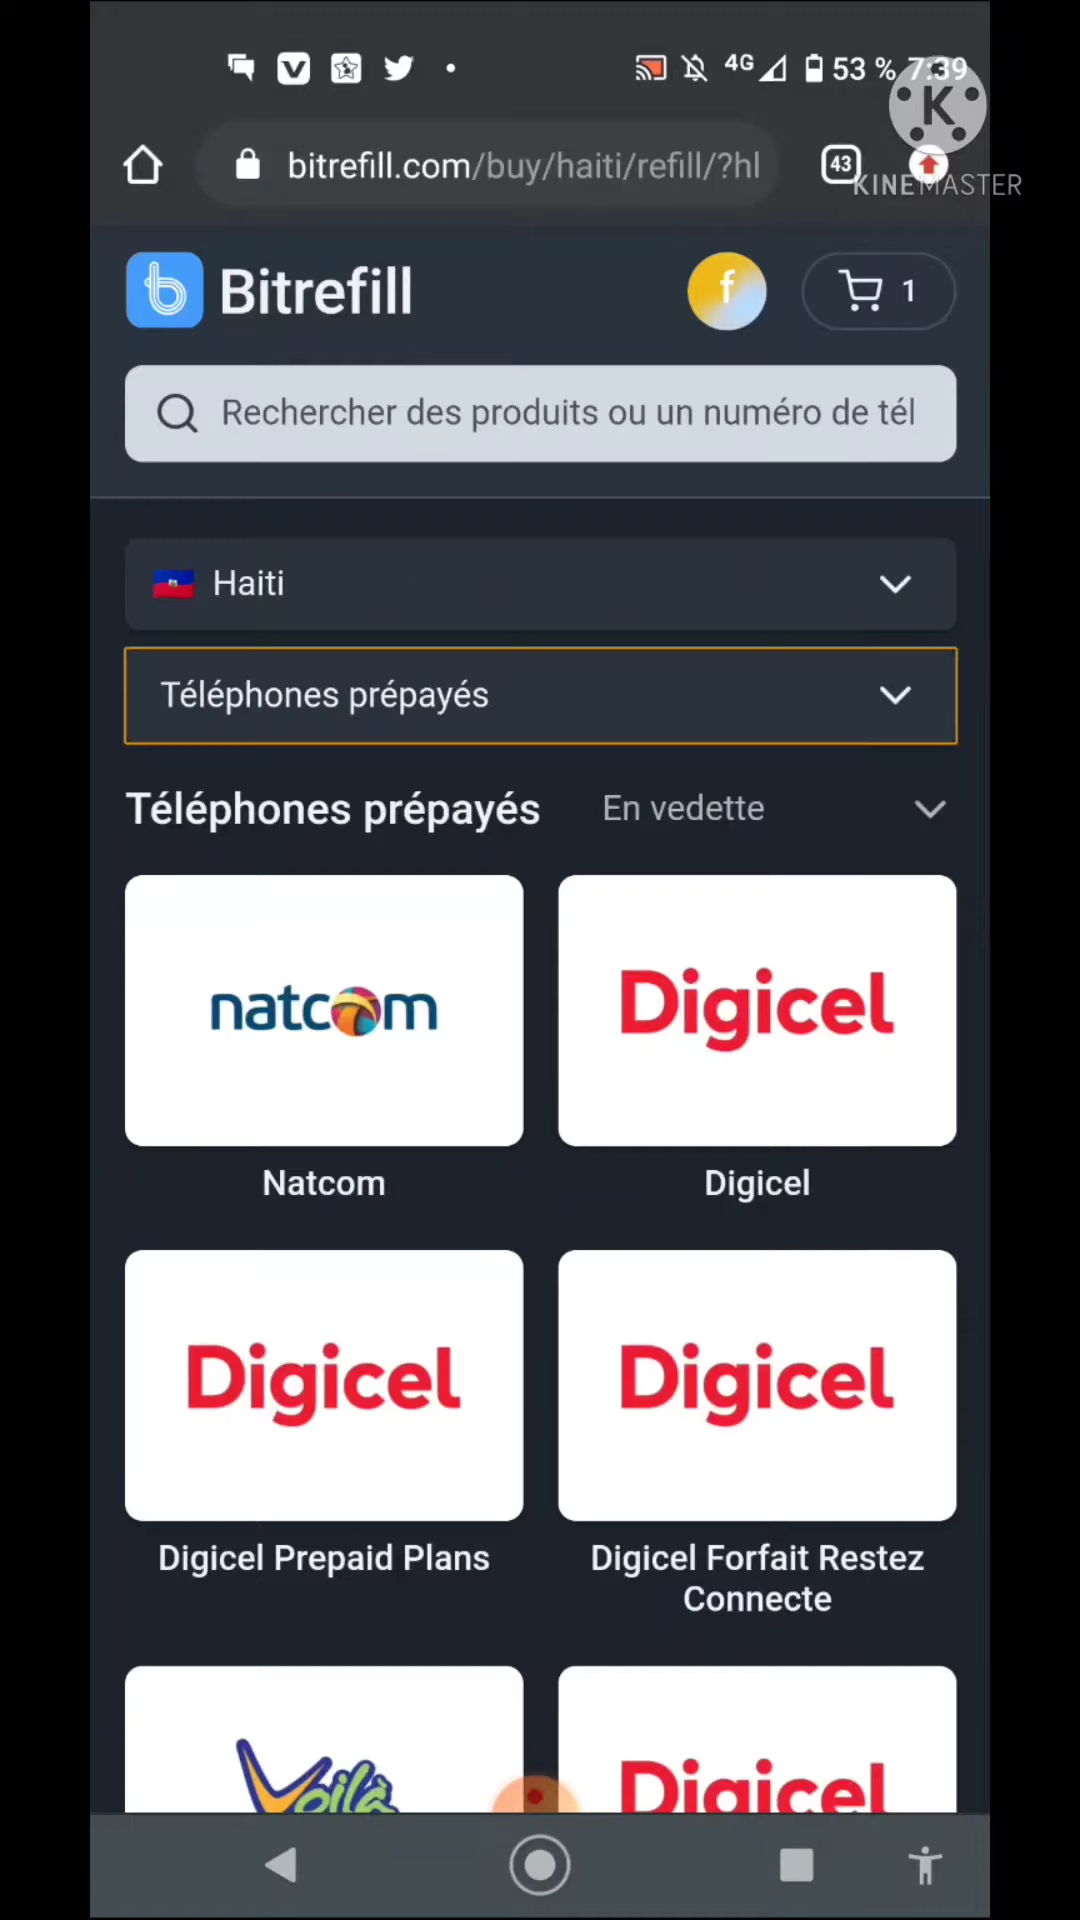 4G 53 % 7:39
K
KINEMASTER
bitrefill.com/buy/haiti/refill/?hl
43
Bitrefill
f
1
Rechercher des produits ou un numéro de tél
Haiti
Téléphones prépayés
Téléphones prépayés
En vedette
natcom
Digicel
Natcom
Digicel
Digicel
Digicel
Digicel Prepaid Plans
Digicel Forfait Restez
Connecte
Voilà
Digicel